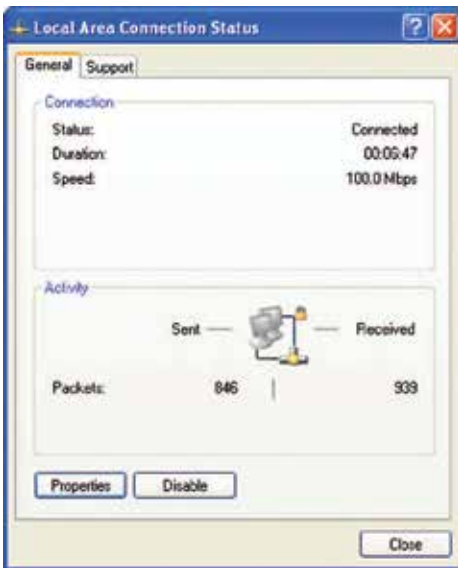 Local Area Connection Status
General Support
Connection
Status: Connected
Duration: 00:06:47
Speed: 100.0 Mbps
Activity
Sent — — Received
Packets: 846 | 939
Properties Disable
Close